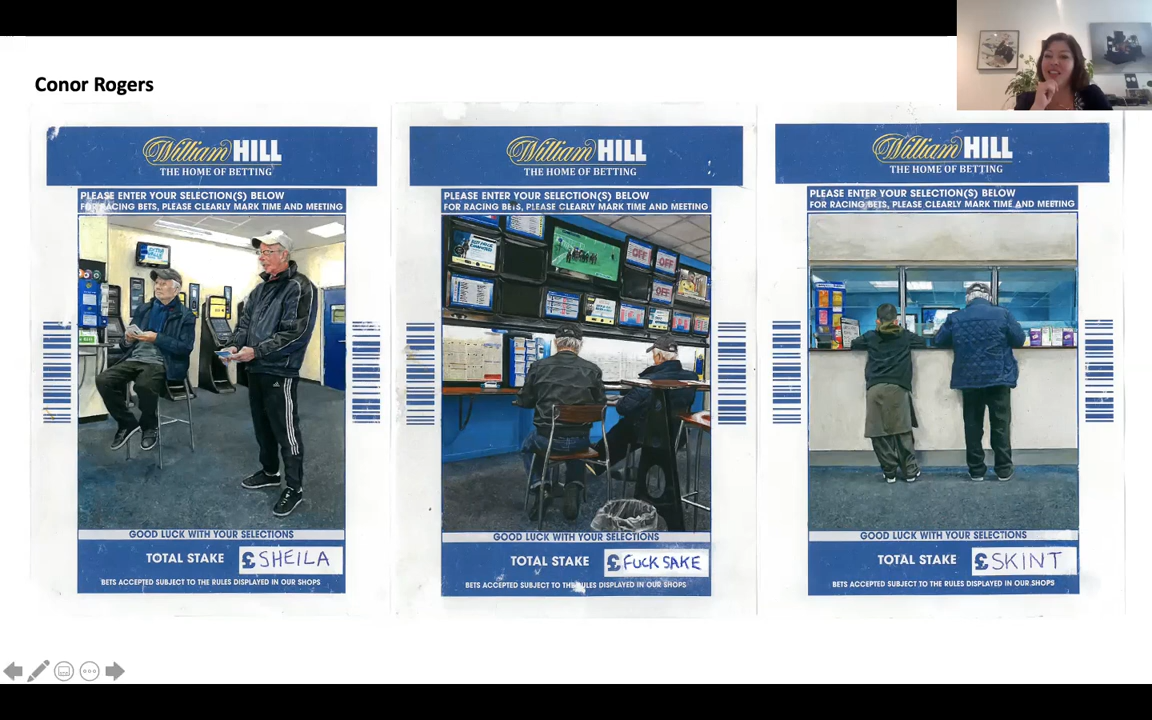 Conor Rogers
William HILL
THE HOME OF BETTING
PLEASE ENTER YOUR SELECTION(S) BELOW
FOR RACING BETS, PLEASE CLEARLY MARK TIME AND MEETING
GOOD LUCK WITH YOUR SELECTIONS
TOTAL STAKE £ SHEILA
BETS ACCEPTED SUBJECT TO THE RULES DISPLAYED IN OUR SHOPS
William HILL
THE HOME OF BETTING
PLEASE ENTER YOUR SELECTION(S) BELOW
FOR RACING BETS, PLEASE CLEARLY MARK TIME AND MEETING
OFF
OFF
OFF
GOOD LUCK WITH YOUR SELECTIONS
TOTAL STAKE £ FUCK SAKE
BETS ACCEPTED SUBJECT TO THE RULES DISPLAYED IN OUR SHOPS
William HILL
THE HOME OF BETTING
PLEASE ENTER YOUR SELECTION(S) BELOW
FOR RACING BETS, PLEASE CLEARLY MARK TIME AND MEETING
GOOD LUCK WITH YOUR SELECTIONS
TOTAL STAKE £ SKINT
BETS ACCEPTED SUBJECT TO THE RULES DISPLAYED IN OUR SHOPS